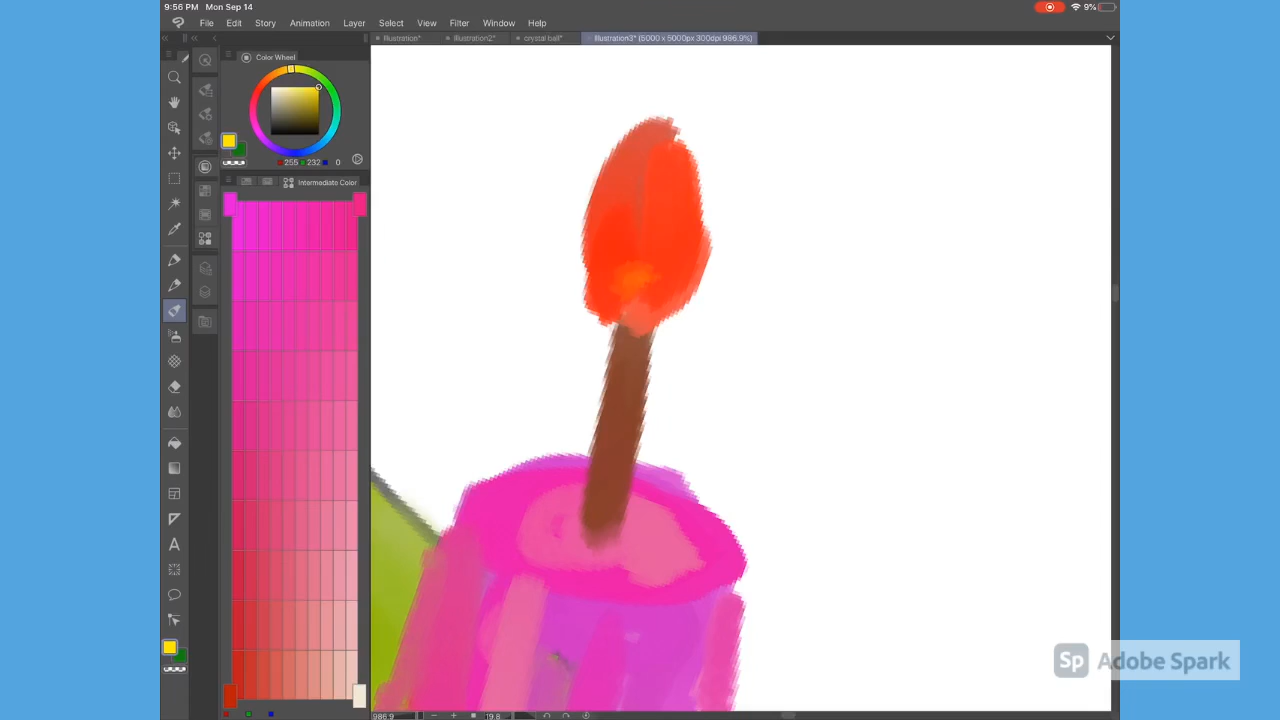 9:56 PM Mon Sep 14
9%
File Edit Story Animation Layer Select View Filter Window Help
Illustration* Illustration2* crystal ball* Illustration3* (5000 x 5000px 300dpi 986.9%)
Color Wheel
255 232 0
Intermediate Color
A
986.9 19.8
Sp Adobe Spark